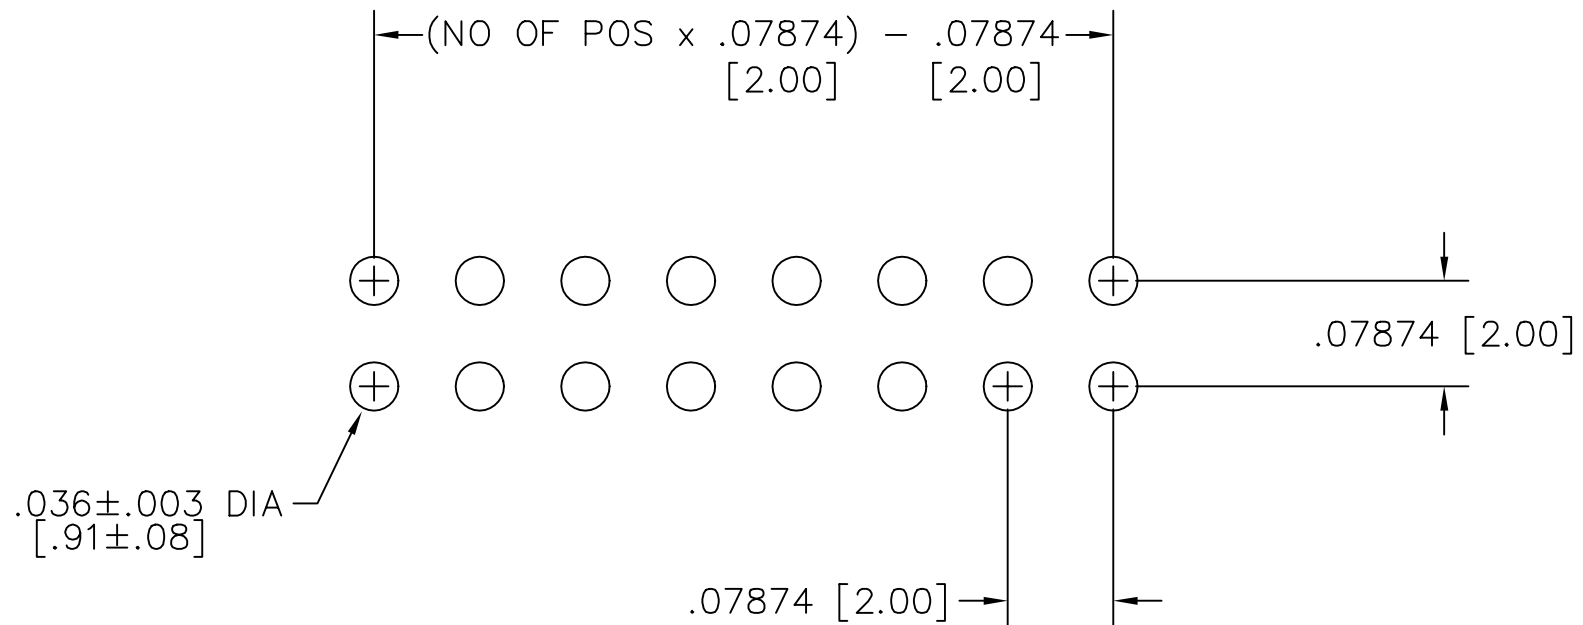 (NO OF POS x .07874) - .07874
[2.00] [2.00]
.07874 [2.00]
.036±.003 DIA
[.91±.08]
.07874 [2.00]